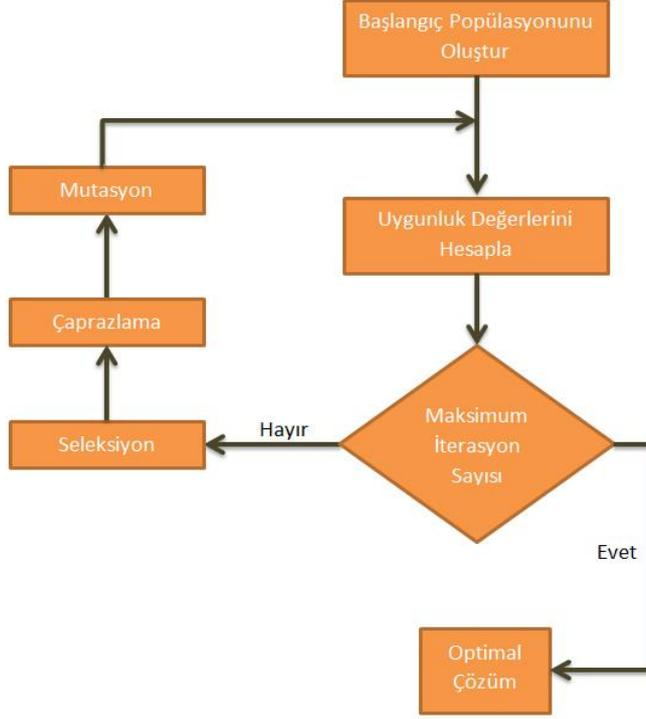 Başlangıç Popülasyonunu
Oluştur
Mutasyon
Uygunluk Değerlerini
Hesapla
Çaprazlama
Maksimum
İterasyon
Sayısı
Hayır
Seleksiyon
Evet
Optimal
Çözüm